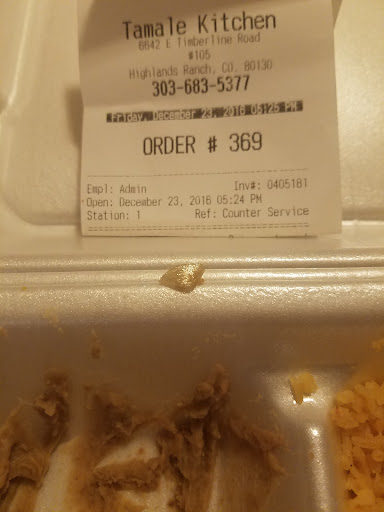 Tamale Kitchen
6642 E Timberline Road
#105
Highlands Ranch, CO, 80130
303-683-5377
Friday, December 23, 2016 05:25 PM
ORDER # 369
Empl: Admin Inv#: 0405181
Open: December 23, 2016 05:24 PM
Station: 1 Ref: Counter Service